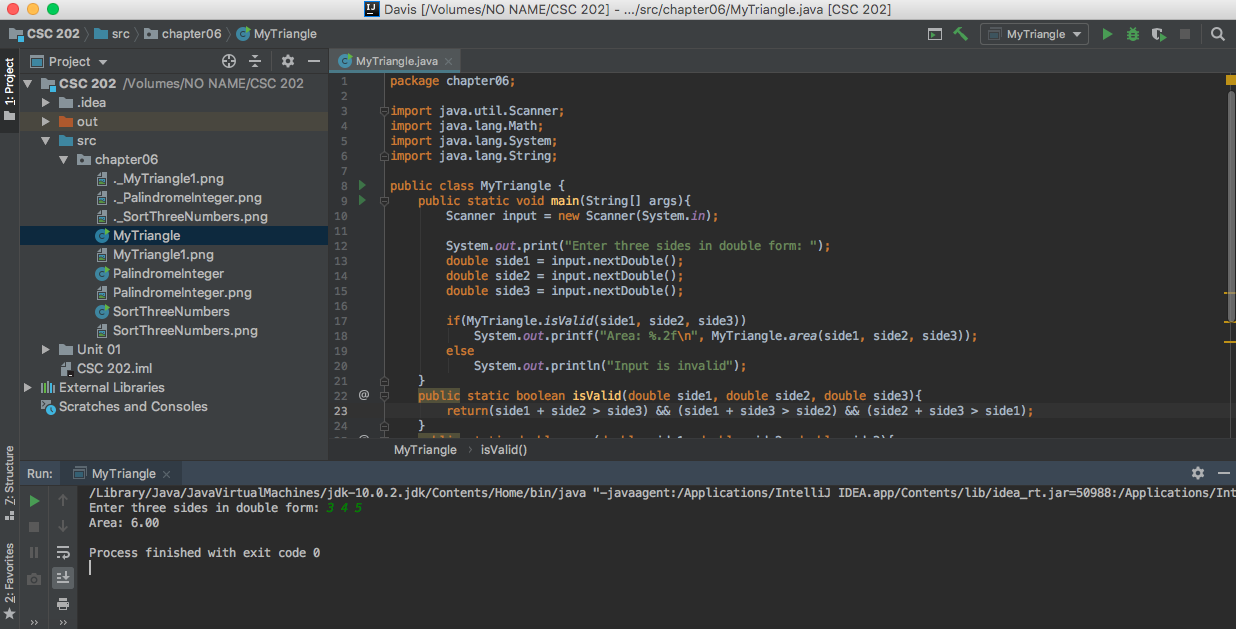 Davis [/Volumes/NO NAME/CSC 202] - .../src/chapter06/MyTriangle.java [CSC 202]
CSC 202 src chapter06 MyTriangle
MyTriangle
1: Project
Project
MyTriangle.java
CSC 202 /Volumes/NO NAME/CSC 202
.idea
out
src
chapter06
._MyTriangle1.png
._PalindromeInteger.png
._SortThreeNumbers.png
MyTriangle
MyTriangle1.png
PalindromeInteger
PalindromeInteger.png
SortThreeNumbers
SortThreeNumbers.png
Unit 01
CSC 202.iml
External Libraries
Scratches and Consoles
1 package chapter06;
2
3 import java.util.Scanner;
4 import java.lang.Math;
5 import java.lang.System;
6 import java.lang.String;
7
8 public class MyTriangle {
9 public static void main(String[] args){
10 Scanner input = new Scanner(System.in);
11
12 System.out.print("Enter three sides in double form: ");
13 double side1 = input.nextDouble();
14 double side2 = input.nextDouble();
15 double side3 = input.nextDouble();
16
17 if(MyTriangle.isValid(side1, side2, side3))
18 System.out.printf("Area: %.2f\n", MyTriangle.area(side1, side2, side3));
19 else
20 System.out.println("Input is invalid");
21 }
22 @ public static boolean isValid(double side1, double side2, double side3){
23 return(side1 + side2 > side3) && (side1 + side3 > side2) && (side2 + side3 > side1);
24 }
MyTriangle › isValid()
7: Structure
2: Favorites
Run: MyTriangle
/Library/Java/JavaVirtualMachines/jdk-10.0.2.jdk/Contents/Home/bin/java "-javaagent:/Applications/IntelliJ IDEA.app/Contents/lib/idea_rt.jar=50988:/Applications/Int
Enter three sides in double form: 3 4 5
Area: 6.00
Process finished with exit code 0